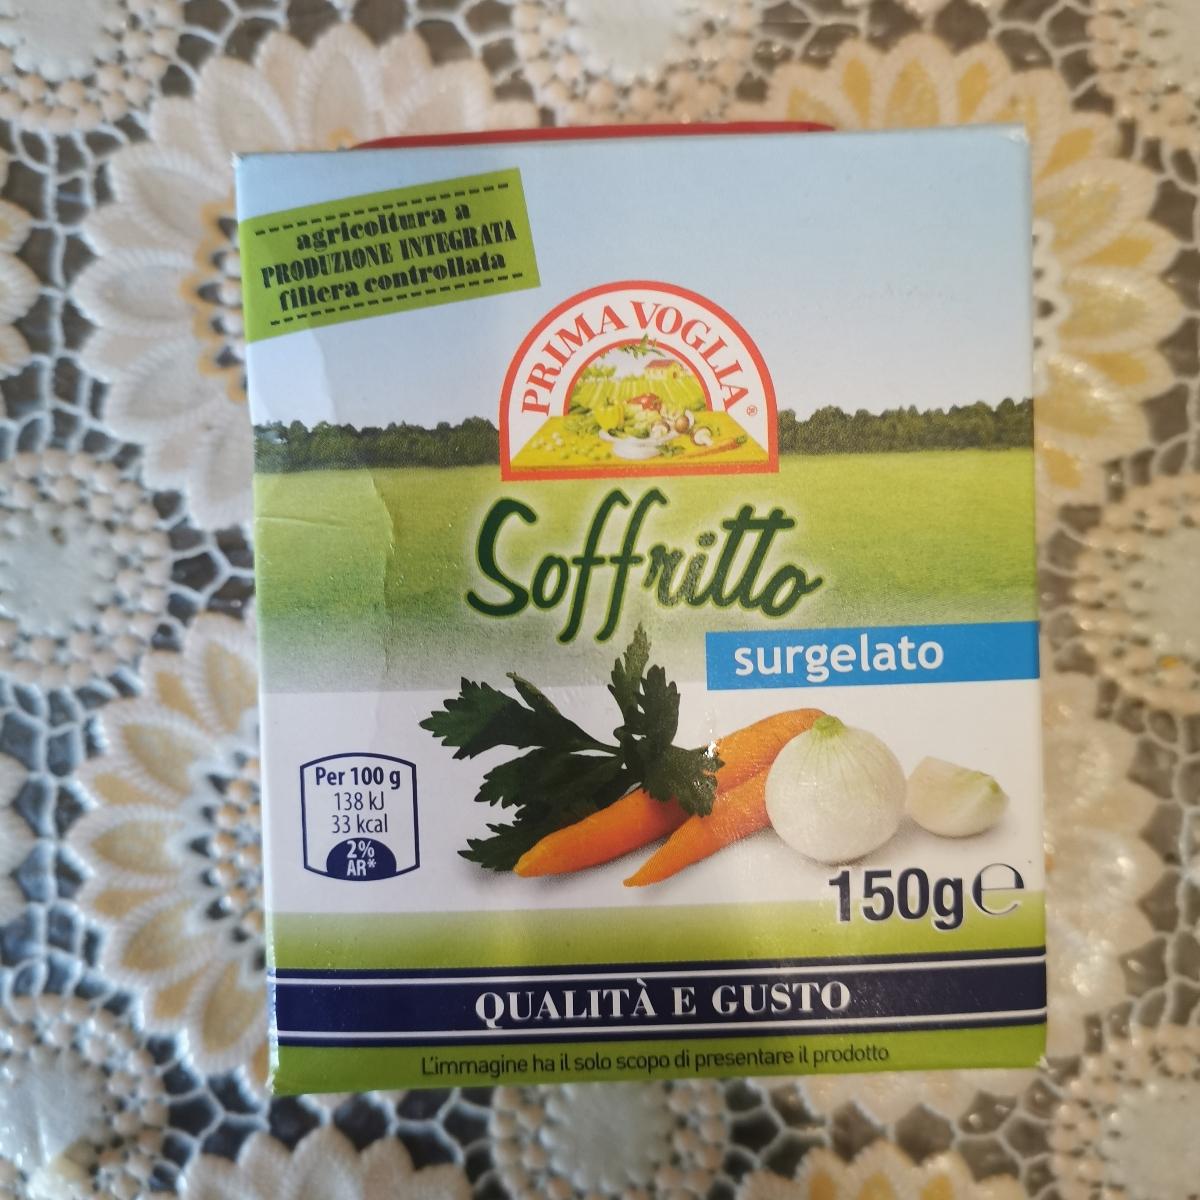 agricoltura a
PRODUZIONE INTEGRATA
filiera controllata
PRIMA VOGLIA®
Soffritto
surgelato
Per 100 g
138 kJ
33 kcal
2%
AR*
150g℮
QUALITÀ E GUSTO
L'immagine ha il solo scopo di presentare il prodotto